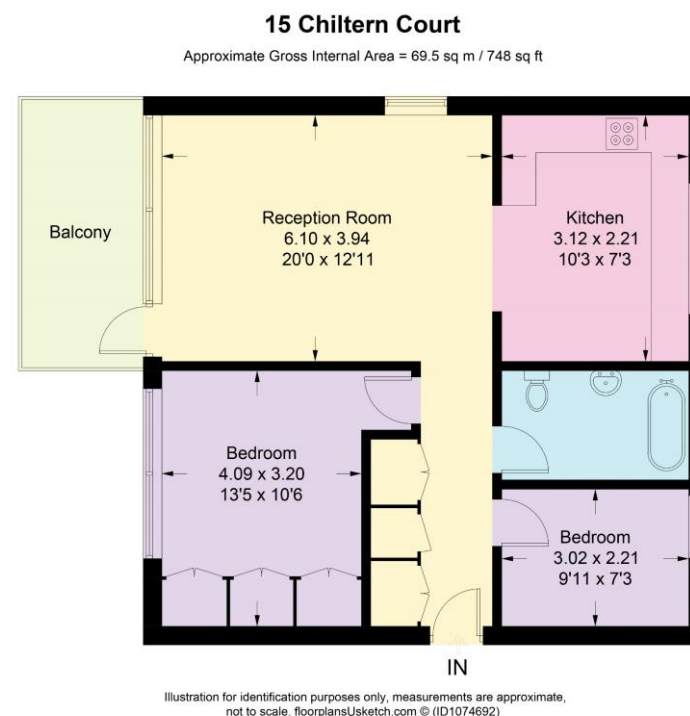 15 Chiltern Court
Approximate Gross Internal Area = 69.5 sq m / 748 sq ft
Balcony
Reception Room
6.10 x 3.94
20'0 x 12'11
Kitchen
3.12 x 2.21
10'3 x 7'3
Bedroom
4.09 x 3.20
13'5 x 10'6
Bedroom
3.02 x 2.21
9'11 x 7'3
IN
Illustration for identification purposes only, measurements are approximate,
not to scale. floorplansUsketch.com © (ID1074692)